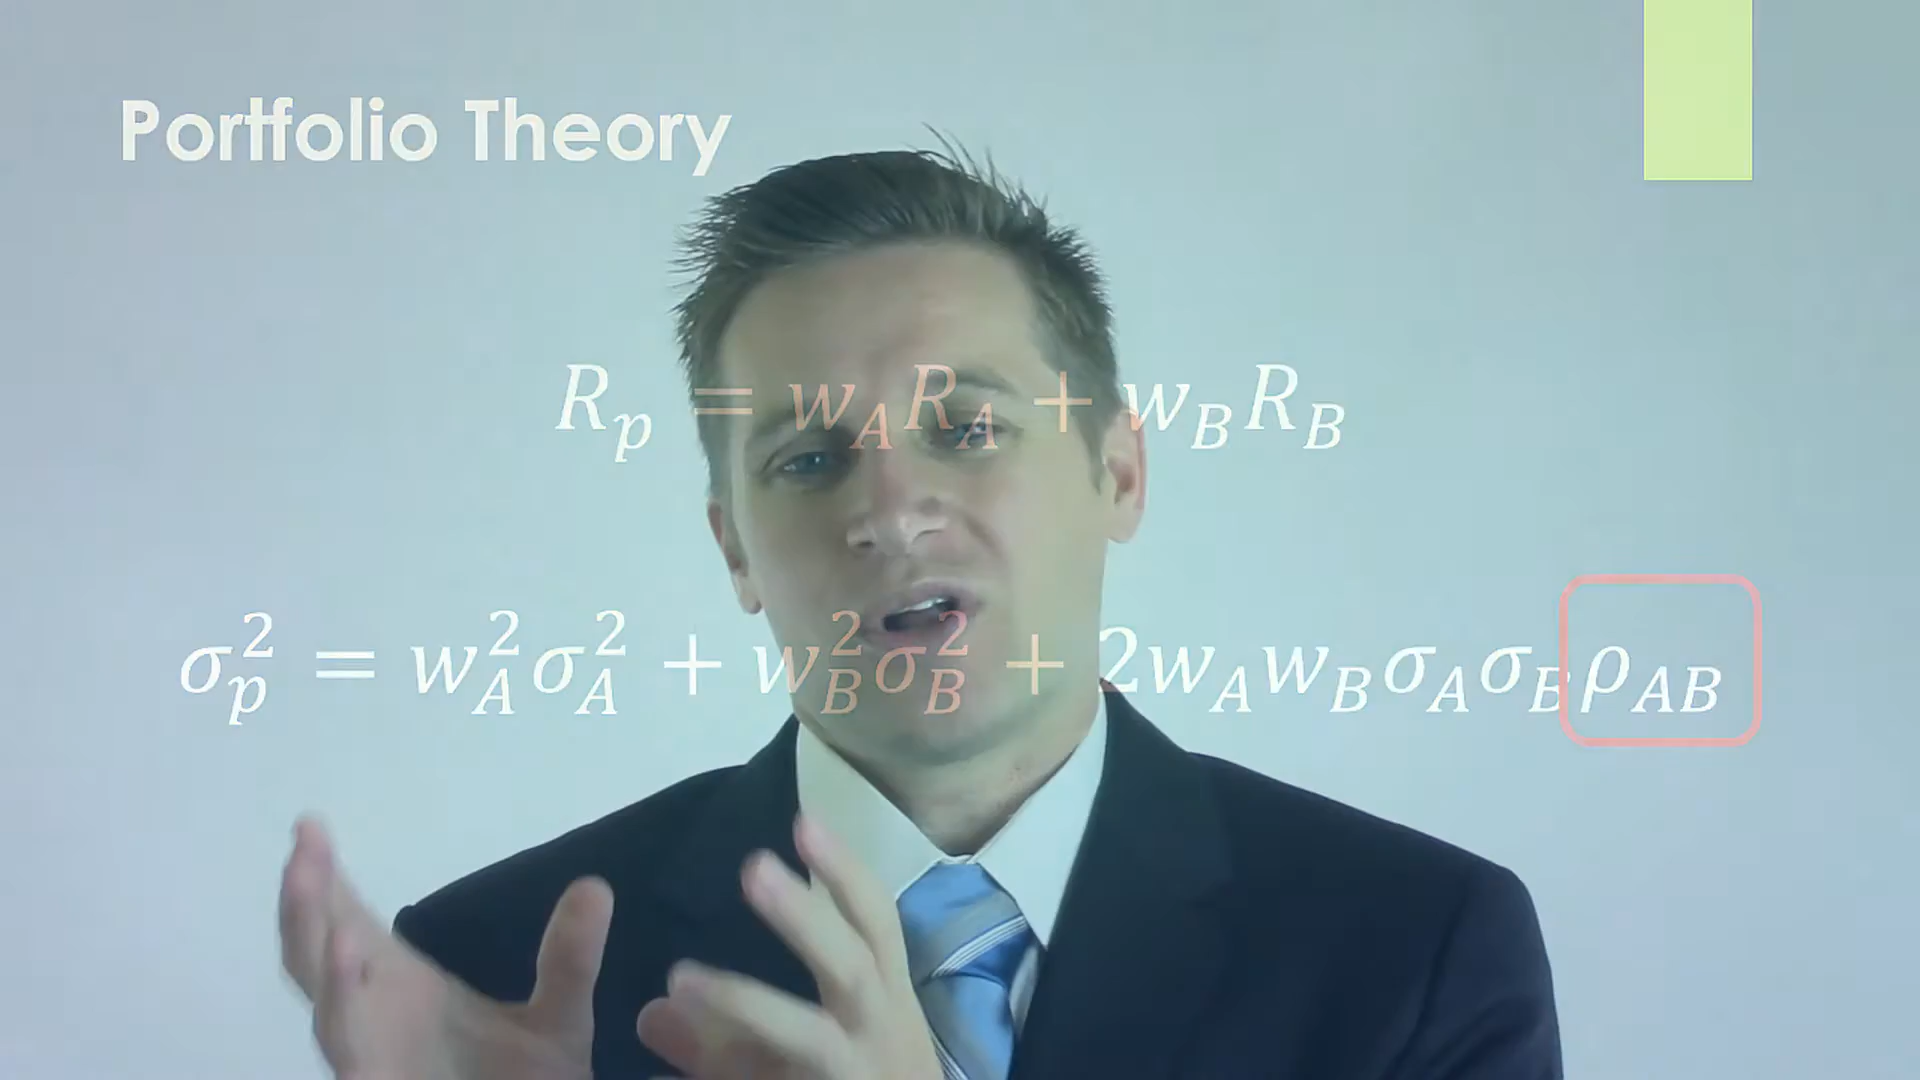 Portfolio Theory
R_p = w_A R_A + w_B R_B
σ_p^2 = w_A^2 σ_A^2 + w_B^2 σ_B^2 + 2w_A w_B σ_A σ_B ρ_AB